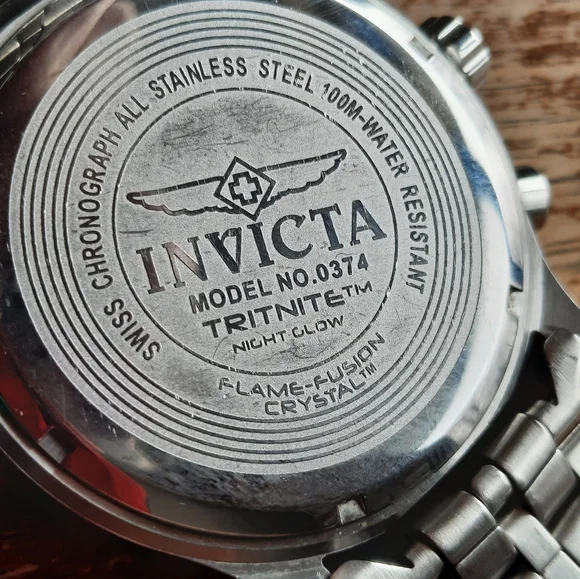 SWISS CHRONOGRAPH ALL STAINLESS STEEL 100M-WATER RESISTANT
INVICTA
MODEL NO.0374
TRITNITE™
NIGHT GLOW
FLAME-FUSION
CRYSTAL™